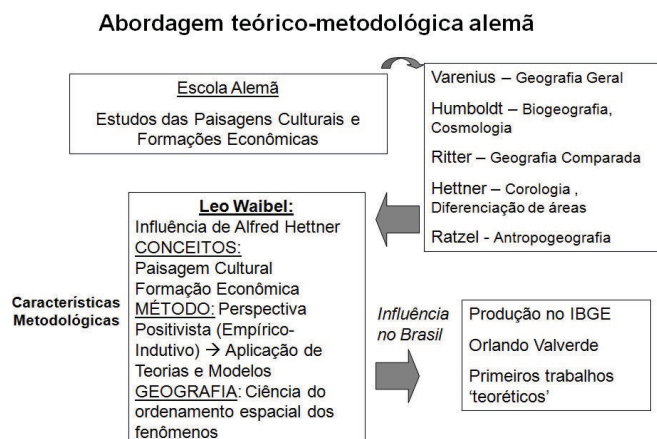 Abordagem teórico-metodológica alemã
Escola Alemã
Estudos das Paisagens Culturais e
Formações Econômicas
Varenius – Geografia Geral
Humboldt – Biogeografia,
Cosmologia
Ritter – Geografia Comparada
Hettner – Corologia ,
Diferenciação de áreas
Ratzel - Antropogeografia
Características
Metodológicas
Leo Waibel:
Influência de Alfred Hettner
CONCEITOS:
Paisagem Cultural
Formação Econômica
MÉTODO: Perspectiva
Positivista (Empírico-
Indutivo) → Aplicação de
Teorias e Modelos
GEOGRAFIA: Ciência do
ordenamento espacial dos
fenômenos
Influência
no Brasil
Produção no IBGE
Orlando Valverde
Primeiros trabalhos
‘teoréticos’